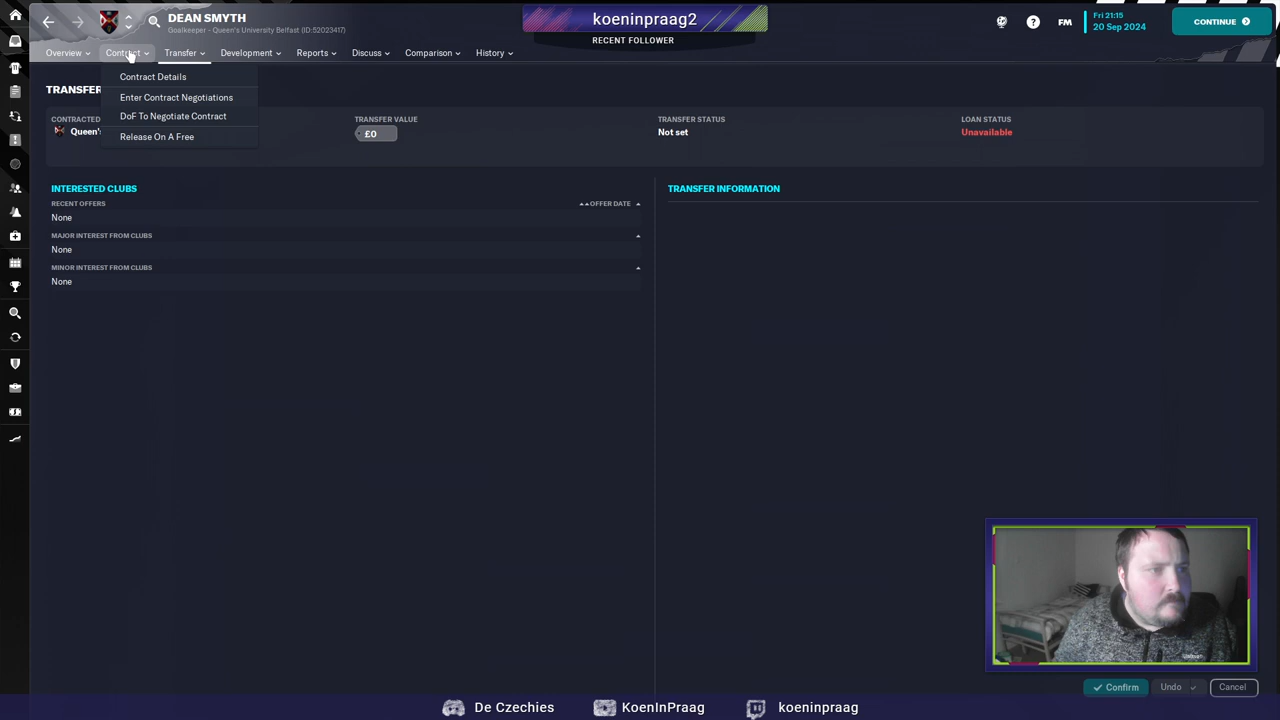 DEAN SMYTH
Goalkeeper - Queen's University Belfast (ID:52023417)
koeninpraag2
RECENT FOLLOWER
FM
Fri 21:15
20 Sep 2024
CONTINUE
Overview
Contract
Transfer
Development
Reports
Discuss
Comparison
History
Contract Details
Enter Contract Negotiations
DoF To Negotiate Contract
Release On A Free
TRANSFER
CONTRACTED
Queen's
TRANSFER VALUE
£0
TRANSFER STATUS
Not set
LOAN STATUS
Unavailable
INTERESTED CLUBS
RECENT OFFERS
OFFER DATE
None
MAJOR INTEREST FROM CLUBS
None
MINOR INTEREST FROM CLUBS
None
TRANSFER INFORMATION
Confirm
Undo
Cancel
De Czechies
KoenInPraag
koeninpraag